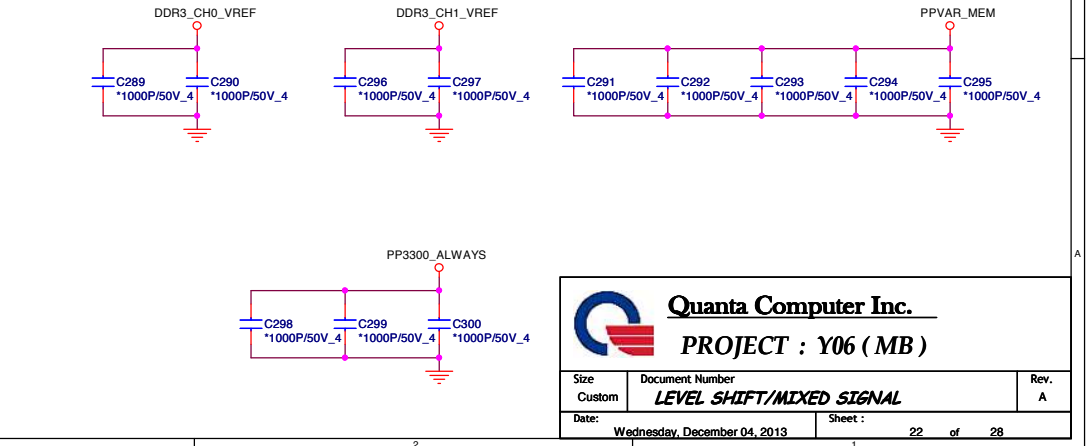 DDR3_CH0_VREF
DDR3_CH1_VREF
PPVAR_MEM
C289
*1000P/50V_4
C290
*1000P/50V_4
C296
*1000P/50V_4
C297
*1000P/50V_4
C291
*1000P/50V_4
C292
*1000P/50V_4
C293
*1000P/50V_4
C294
*1000P/50V_4
C295
*1000P/50V_4
PP3300_ALWAYS
A
C298
*1000P/50V_4
C299
*1000P/50V_4
C300
*1000P/50V_4
Quanta Computer Inc.
PROJECT : Y06 ( MB )
Size
Custom
Document Number
LEVEL SHIFT/MIXED SIGNAL
Rev.
A
Date:
Wednesday, December 04, 2013
Sheet :
22 of 28
2
1